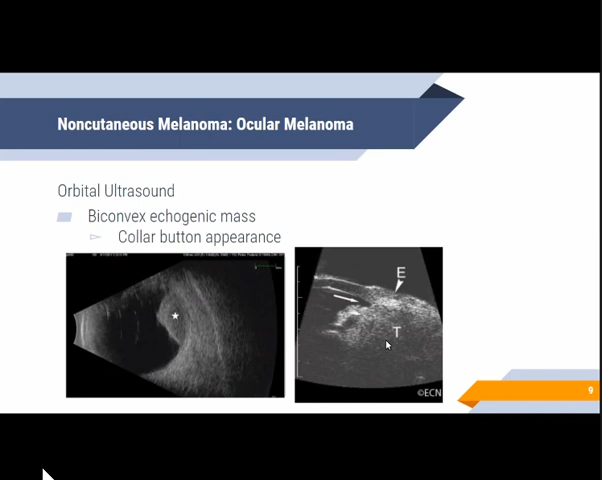 Noncutaneous Melanoma: Ocular Melanoma
Orbital Ultrasound
Biconvex echogenic mass
Collar button appearance
E
T
©ECN
9